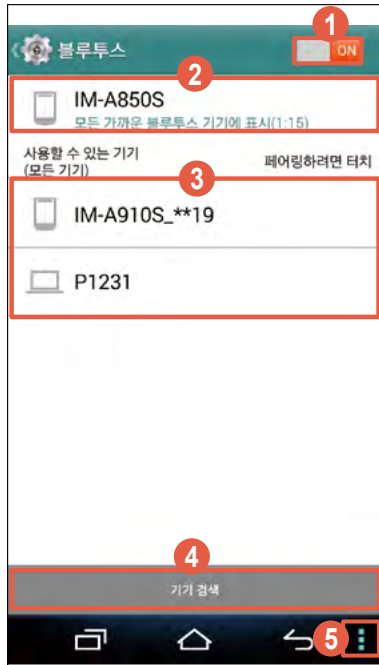 1
블루투스
ON
2
IM-A850S
모든 가까운 블루투스 기기에 표시(1:15)
사용할 수 있는 기기
(모든 기기)
페어링하려면 터치
3
IM-A910S_**19
P1231
4
기기 검색
5